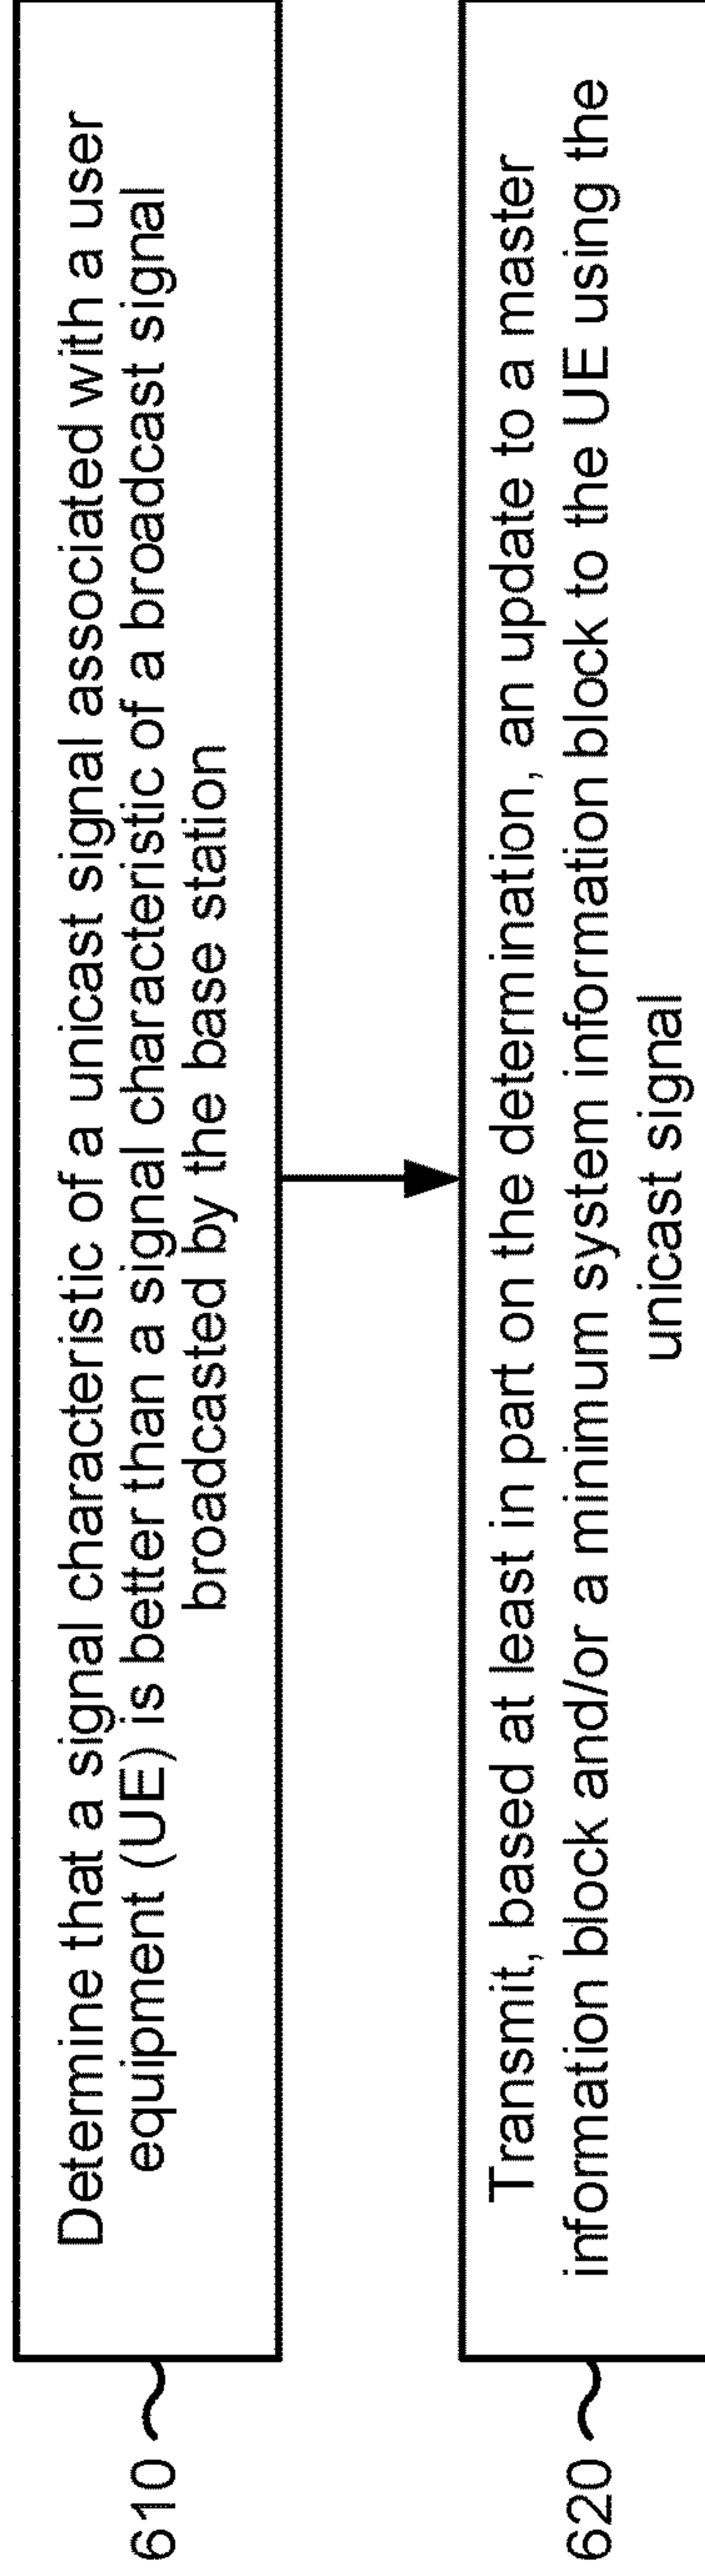 610
Determine that a signal characteristic of a unicast signal associated with a user
equipment (UE) is better than a signal characteristic of a broadcast signal
broadcasted by the base station
620
Transmit, based at least in part on the determination, an update to a master
information block and/or a minimum system information block to the UE using the
unicast signal